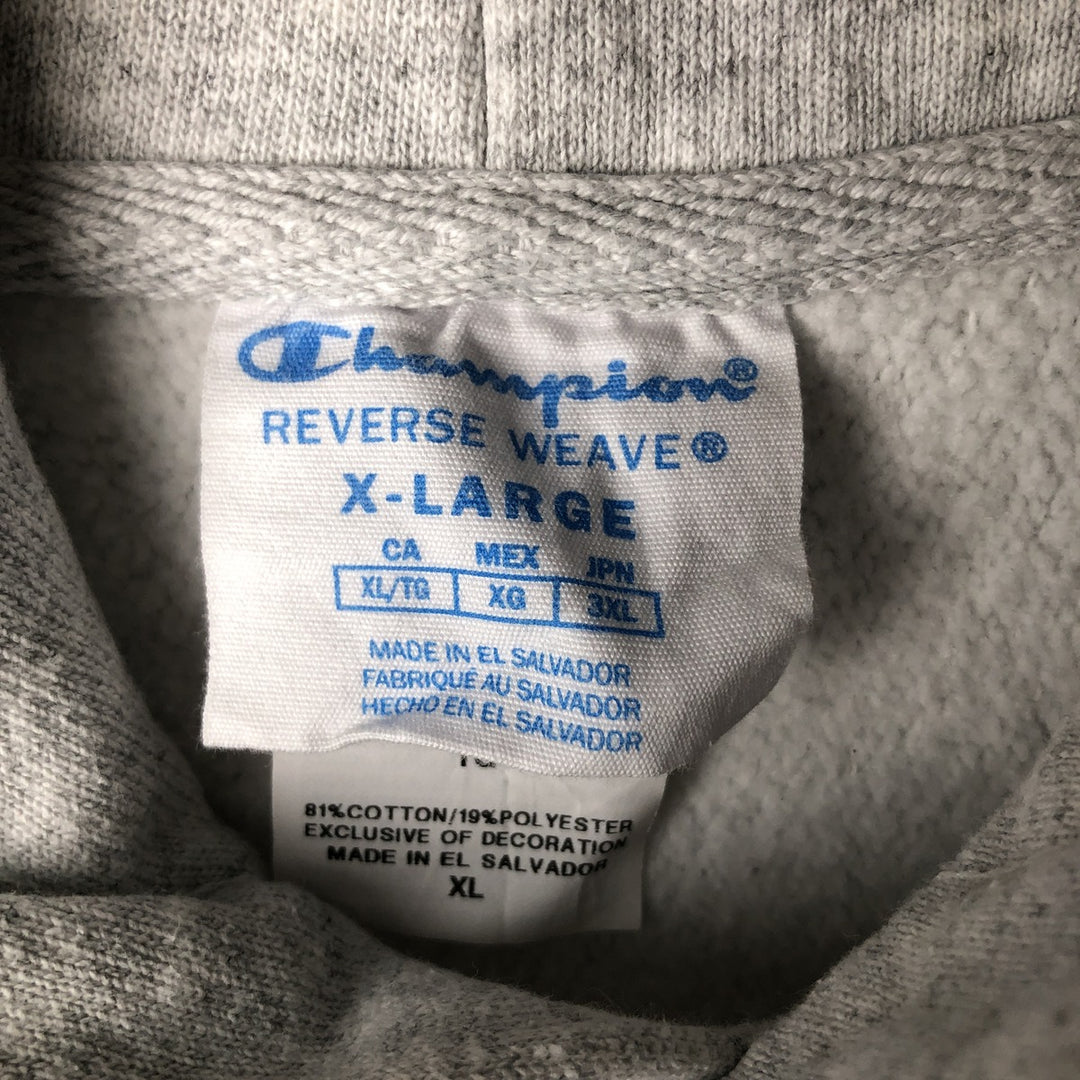 Champion®
REVERSE WEAVE®
X-LARGE
CA MEX JPN
XL/TG XG 3XL
MADE IN EL SALVADOR
FABRIQUE AU SALVADOR
HECHO EN EL SALVADOR
81%COTTON/19%POLYESTER
EXCLUSIVE OF DECORATION
MADE IN EL SALVADOR
XL